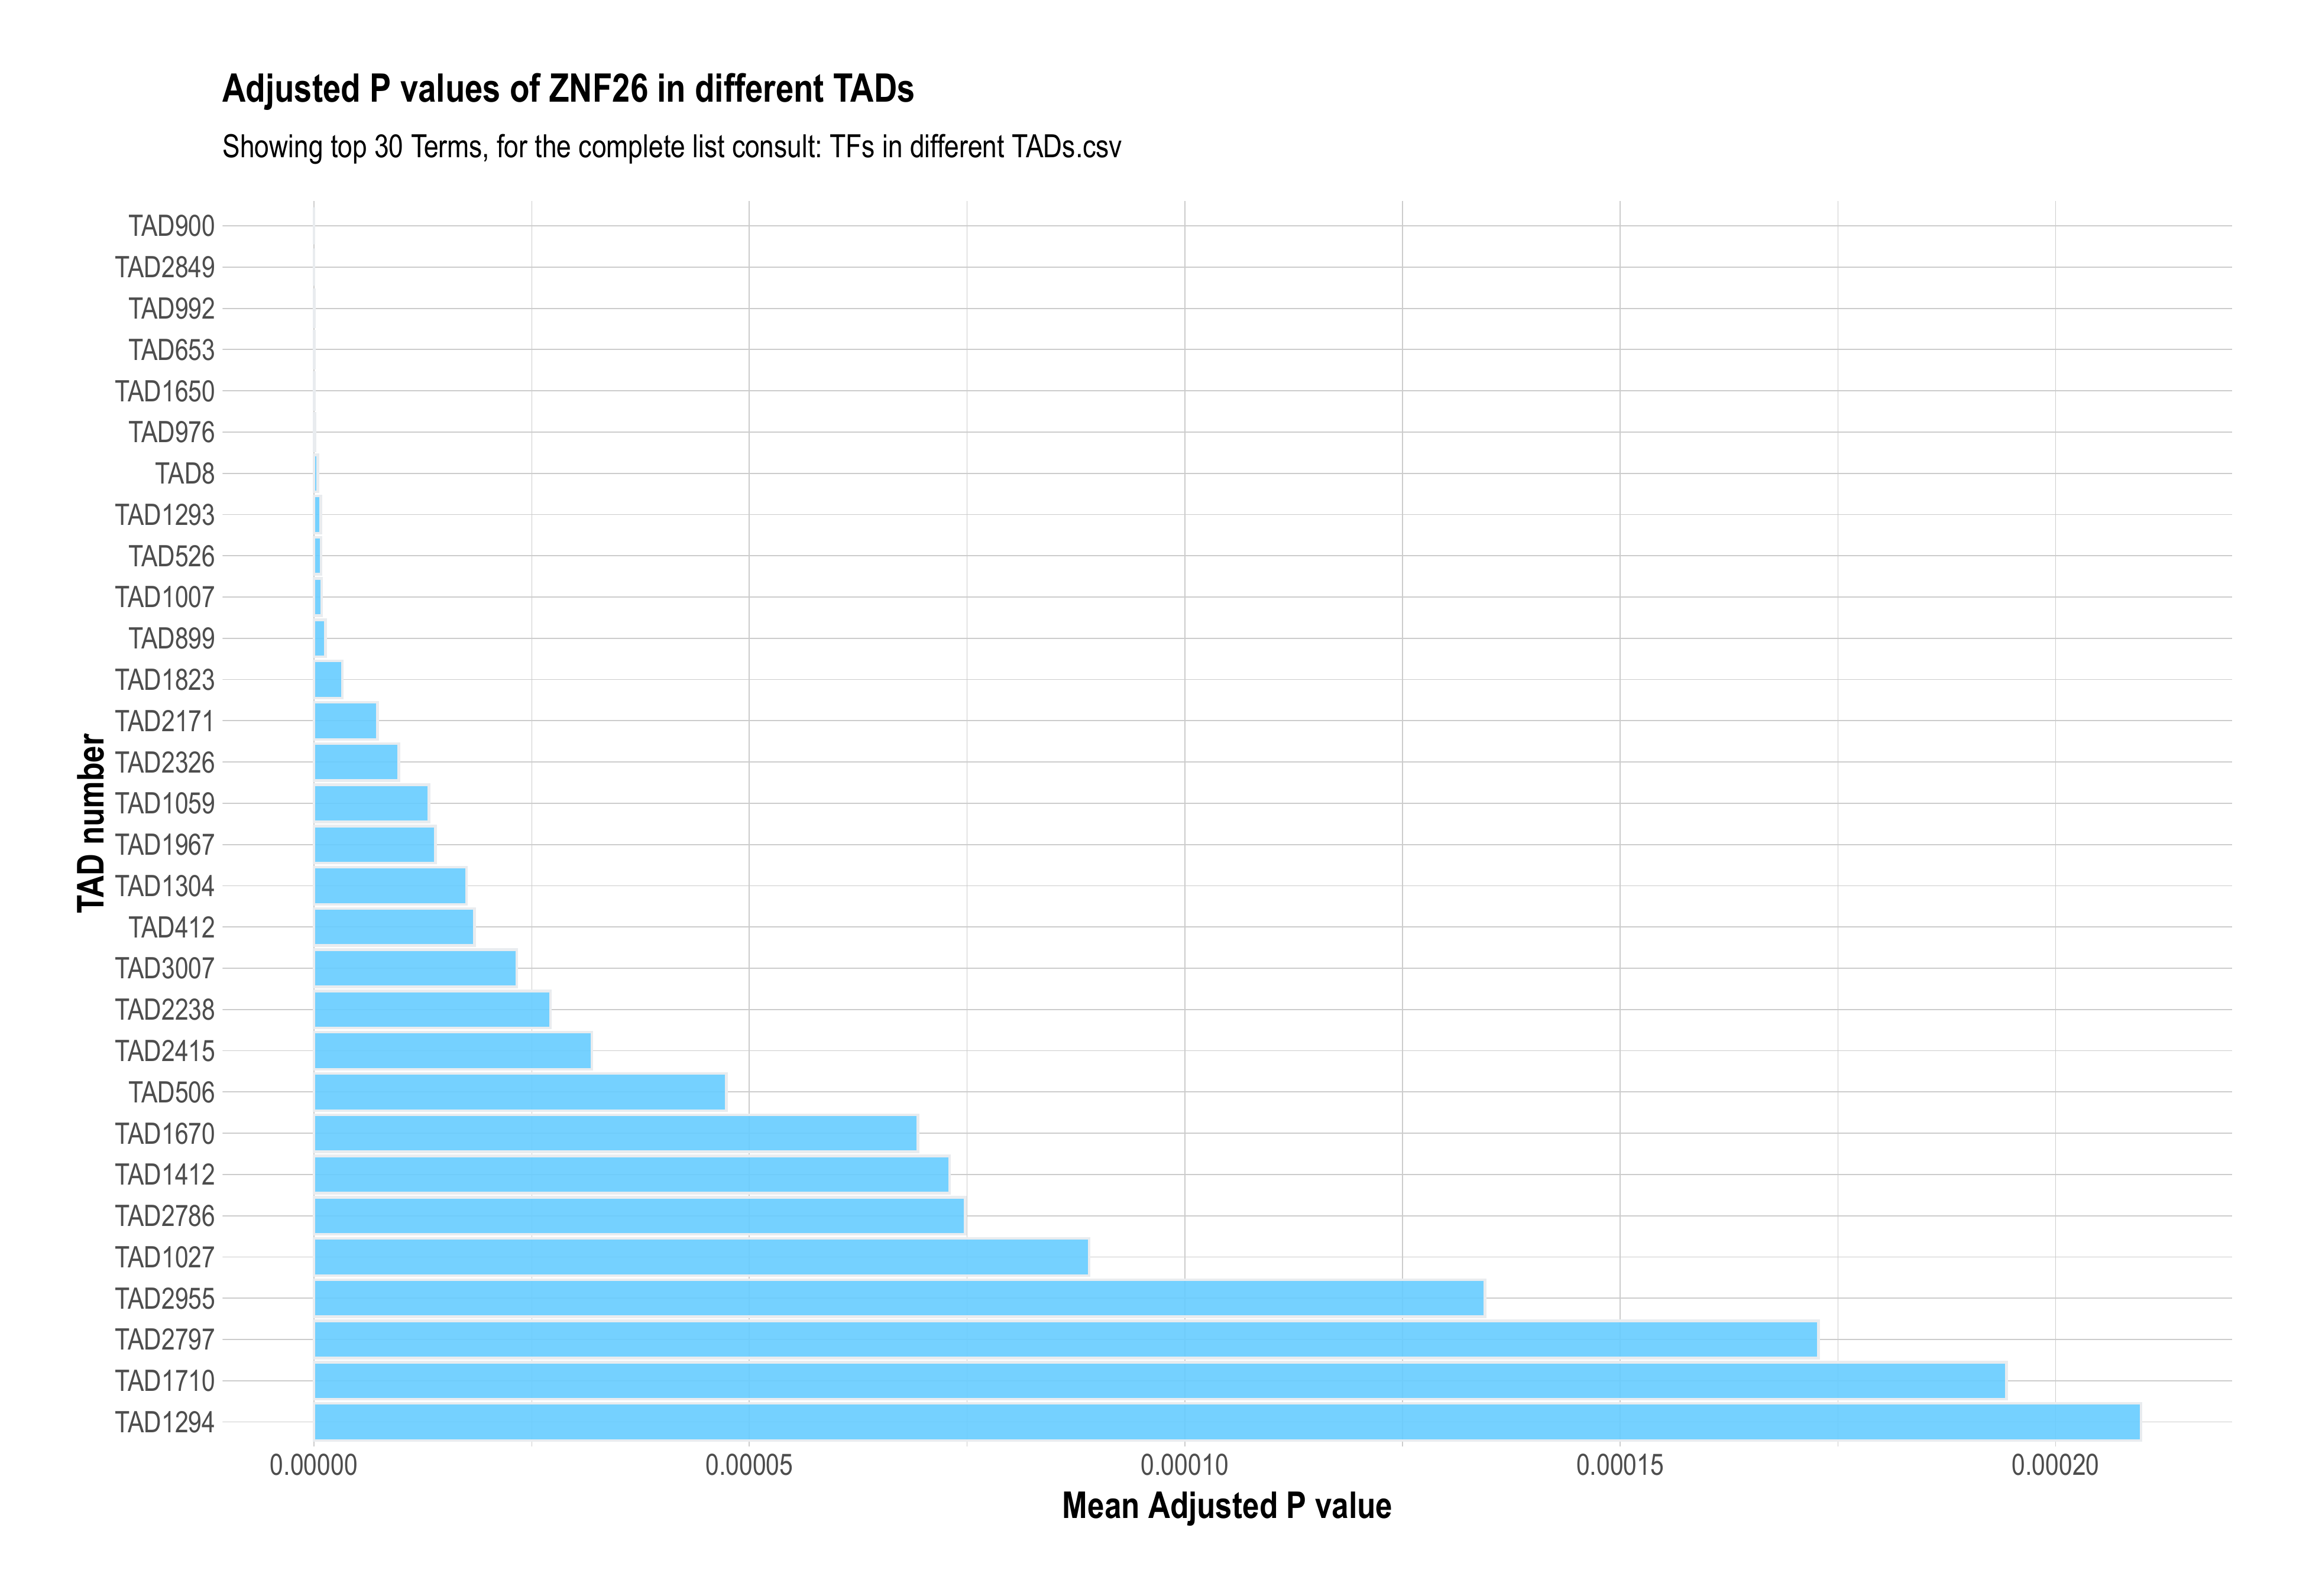 Adjusted P values of ZNF26 in different TADs
Showing top 30 Terms, for the complete list consult: TFs in different TADs.csv
TAD number
TAD900
TAD2849
TAD992
TAD653
TAD1650
TAD976
TAD8
TAD1293
TAD526
TAD1007
TAD899
TAD1823
TAD2171
TAD2326
TAD1059
TAD1967
TAD1304
TAD412
TAD3007
TAD2238
TAD2415
TAD506
TAD1670
TAD1412
TAD2786
TAD1027
TAD2955
TAD2797
TAD1710
TAD1294
0.00000 0.00005 0.00010 0.00015 0.00020
Mean Adjusted P value